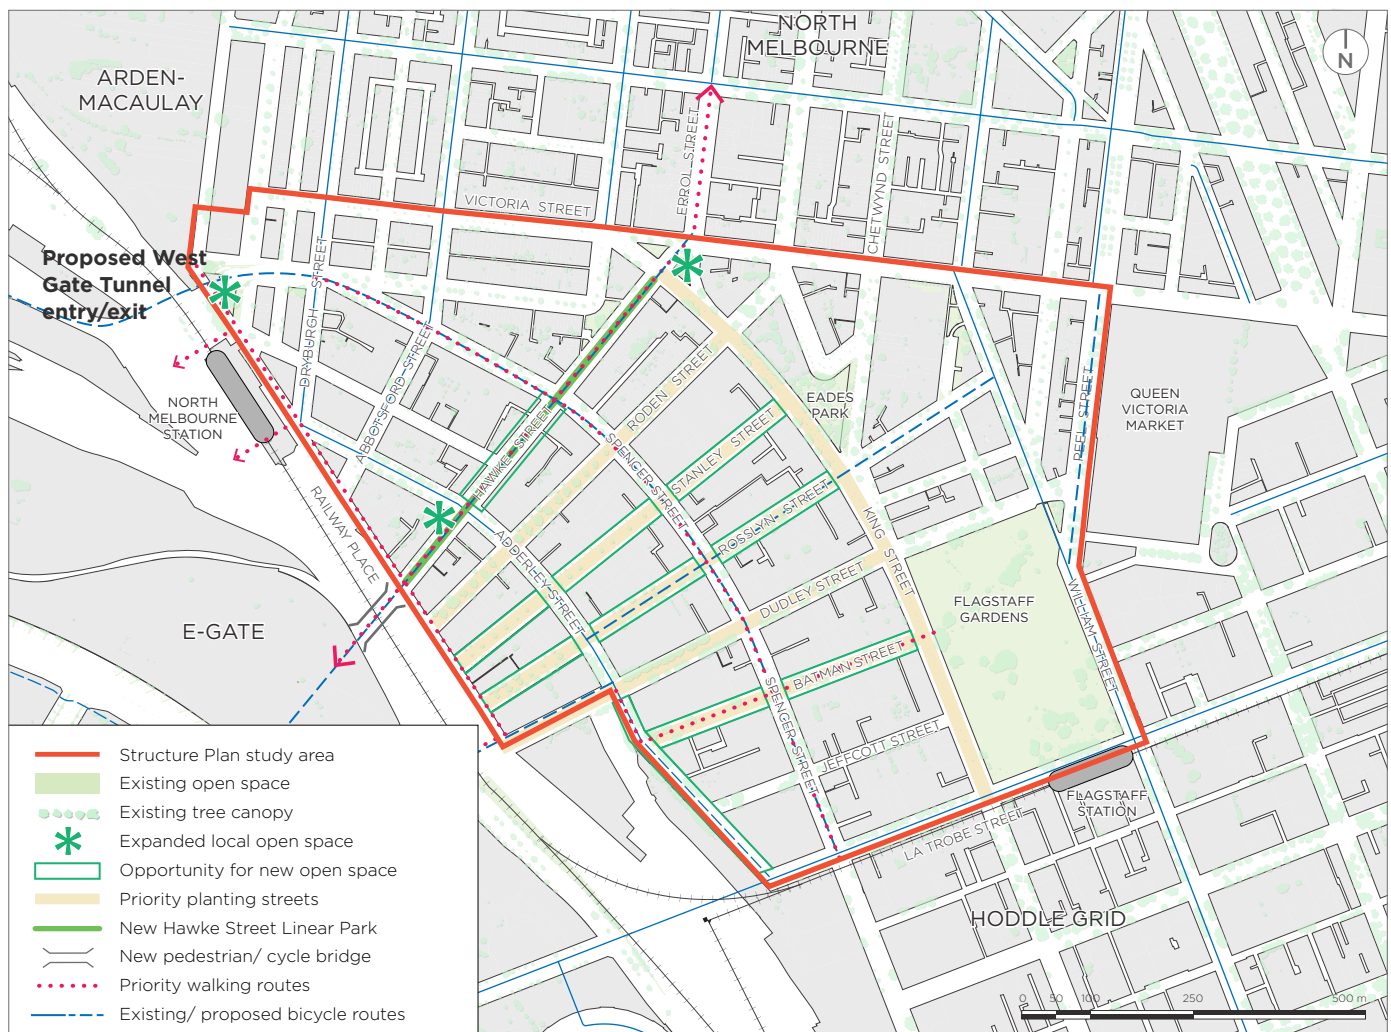 NORTH
MELBOURNE
N
ARDEN-
MACAULAY
ERROL STREET
CHETWYND STREET
VICTORIA STREET
Proposed West
Gate Tunnel
entry/exit
DRYBURGH STREET
ABBOTSFORD STREET
NORTH
MELBOURNE
STATION
RODEN STREET
EADES
PARK
QUEEN
VICTORIA
MARKET
PEEL STREET
HAWKE STREET
SPENCER STREET
STANLEY STREET
ROSSLYN STREET
KING STREET
RAILWAY PLACE
ADDERLEY STREET
DUDLEY STREET
FLAGSTAFF
GARDENS
WILLIAM STREET
E-GATE
BATMAN STREET
SPENCER STREET
JEFFCOTT STREET
FLAGSTAFF
STATION
LA TROBE STREET
HODDLE GRID
Structure Plan study area
Existing open space
Existing tree canopy
Expanded local open space
Opportunity for new open space
Priority planting streets
New Hawke Street Linear Park
New pedestrian/ cycle bridge
Priority walking routes
Existing/ proposed bicycle routes
0 50 100 250 500 m